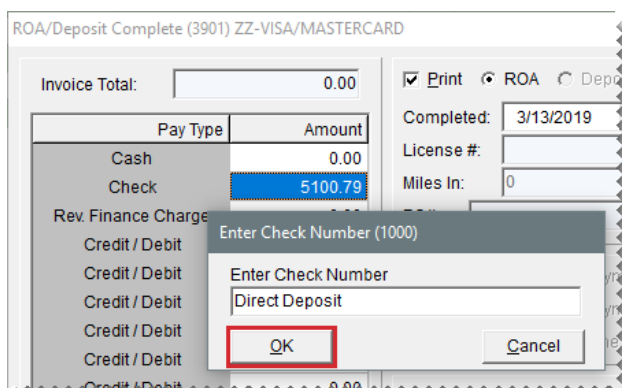 ROA/Deposit Complete (3901) ZZ-VISA/MASTERCARD
Invoice Total: 0.00
Pay Type Amount
Cash 0.00
Check 5100.79
Rev. Finance Charge
Credit / Debit
Credit / Debit
Credit / Debit
Credit / Debit
Credit / Debit
Print ROA
Completed: 3/13/2019
License #:
Miles In: 0
Enter Check Number (1000)
Enter Check Number
Direct Deposit
OK Cancel